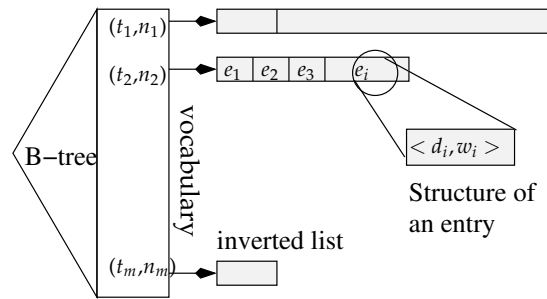 (t₁,n₁)
(t₂,n₂)
e₁ e₂ e₃ eᵢ
B−tree
vocabulary
< dᵢ,wᵢ >
Structure of
an entry
inverted list
(tₘ,nₘ)